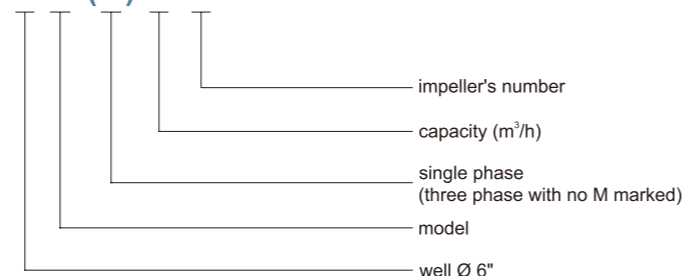 impeller's number
capacity (m³/h)
single phase
(three phase with no M marked)
model
well Ø 6"